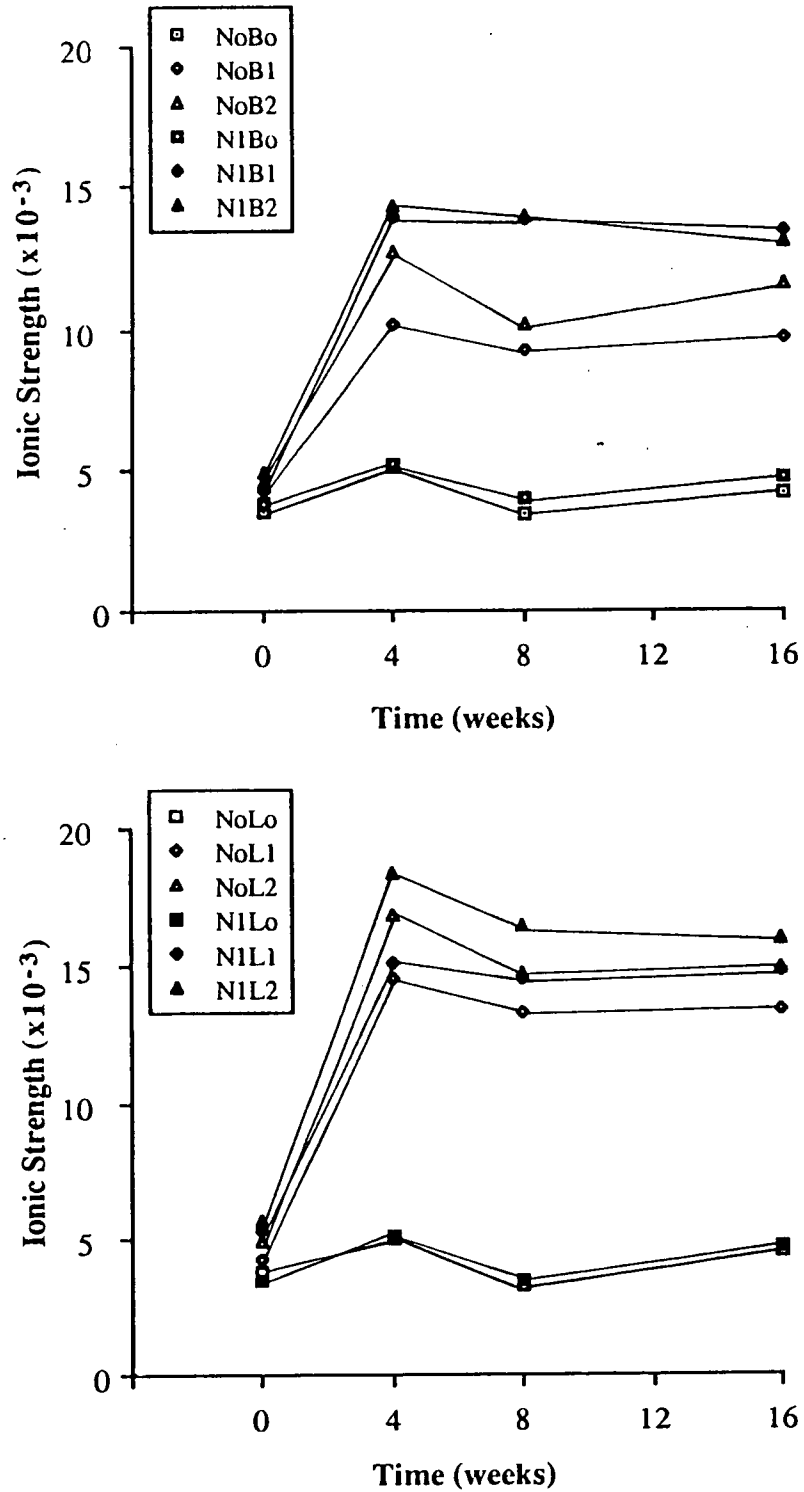 NoBo
NoB1
NoB2
N1Bo
N1B1
N1B2
20
15
10
5
0
Ionic Strength (x10-3)
0 4 8 12 16
Time (weeks)
NoLo
NoL1
NoL2
N1Lo
N1L1
N1L2
20
15
10
5
0
Ionic Strength (x10-3)
0 4 8 12 16
Time (weeks)